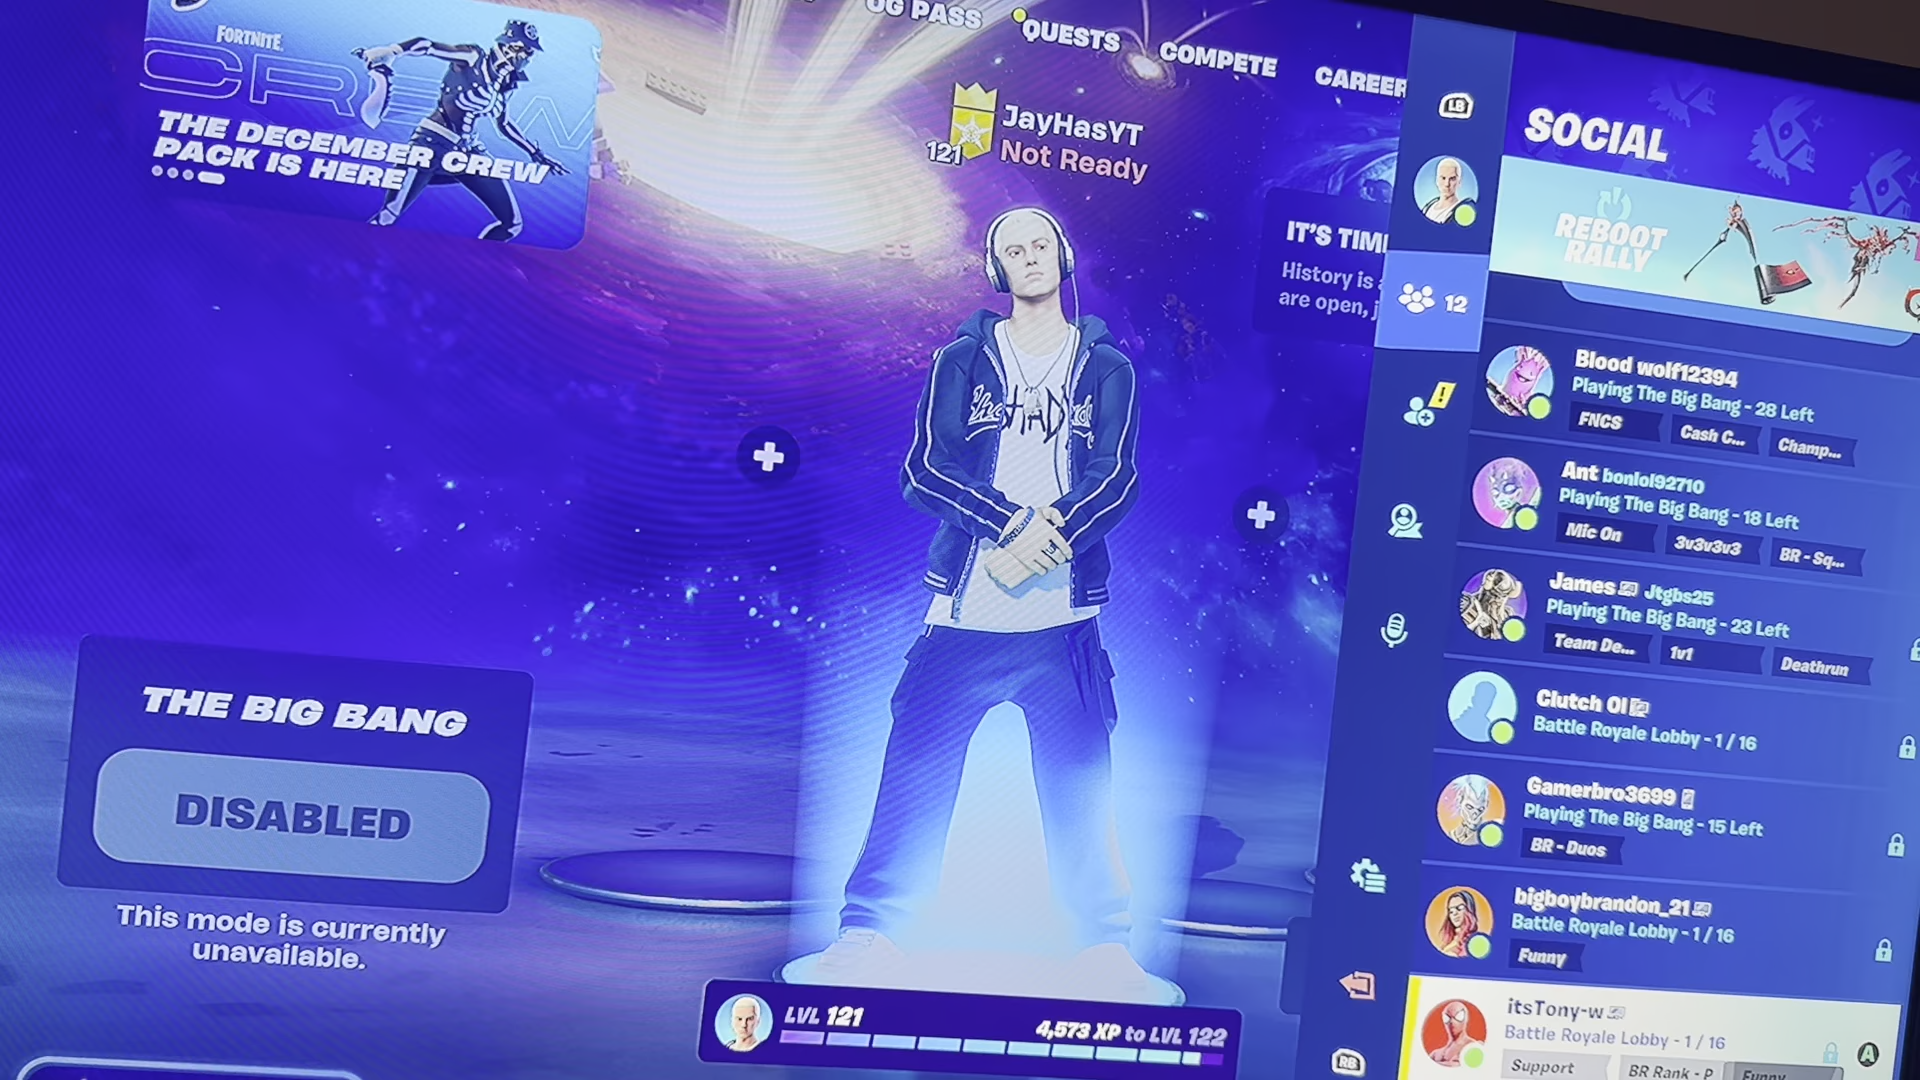 FORTNITE
CREW
THE DECEMBER CREW
PACK IS HERE!
OG PASS
QUESTS
COMPETE
CAREER
121
JayHasYT
Not Ready
IT'S TIM
History is
are open,
THE BIG BANG
DISABLED
This mode is currently
unavailable.
LVL 121
4,573 XP to LVL 122
LB
12
RB
SOCIAL
REBOOT
RALLY
Blood wolf12394
Playing The Big Bang - 28 Left
FNCS
Cash C...
Champ...
Ant bonlol92710
Playing The Big Bang - 18 Left
Mic On
3v3v3v3
BR - Sq...
James Jtgbs25
Playing The Big Bang - 23 Left
Team De...
1v1
Deathrun
Clutch Ol
Battle Royale Lobby - 1 / 16
Gamerbro3699
Playing The Big Bang - 15 Left
BR - Duos
bigboybrandon_21
Battle Royale Lobby - 1 / 16
Funny
itsTony-w
Battle Royale Lobby - 1 / 16
A
Support
BR Rank - P
Funny